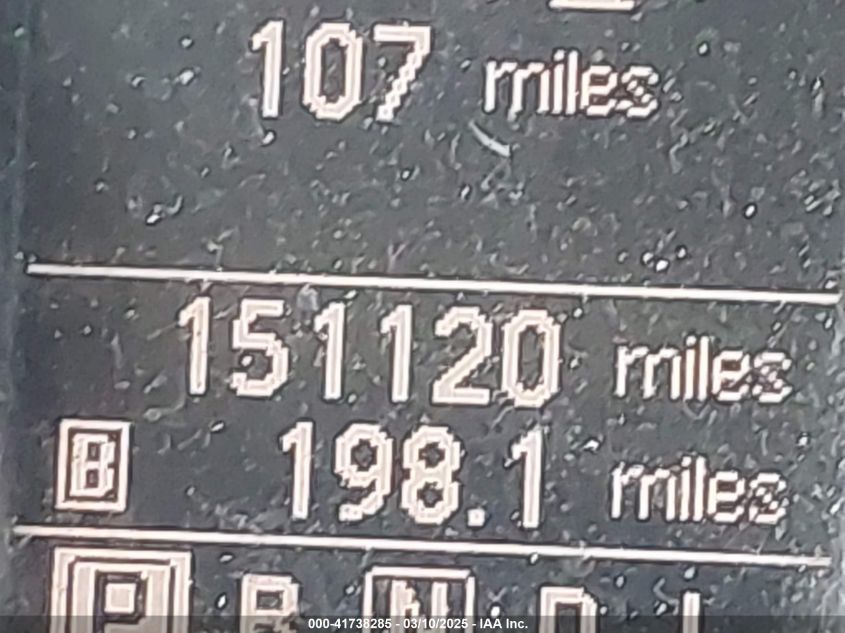 107 miles
151120 miles
B 198.1 miles
P R N D L
000-41738285 - 03/10/2025 - IAA Inc.